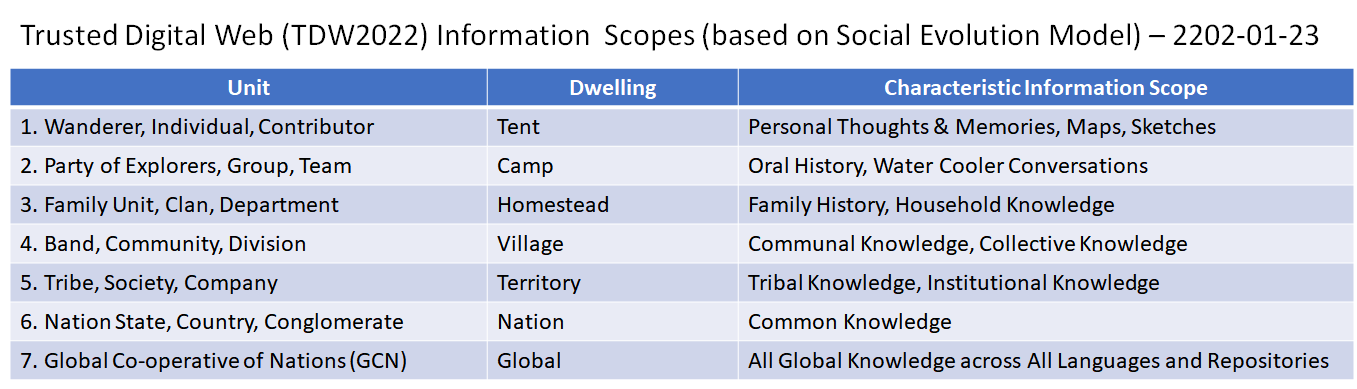 Trusted Digital Web (TDW2022) Information Scopes (based on Social Evolution Model) – 2202-01-23
Unit Dwelling Characteristic Information Scope
1. Wanderer, Individual, Contributor Tent Personal Thoughts & Memories, Maps, Sketches
2. Party of Explorers, Group, Team Camp Oral History, Water Cooler Conversations
3. Family Unit, Clan, Department Homestead Family History, Household Knowledge
4. Band, Community, Division Village Communal Knowledge, Collective Knowledge
5. Tribe, Society, Company Territory Tribal Knowledge, Institutional Knowledge
6. Nation State, Country, Conglomerate Nation Common Knowledge
7. Global Co-operative of Nations (GCN) Global All Global Knowledge across All Languages and Repositories